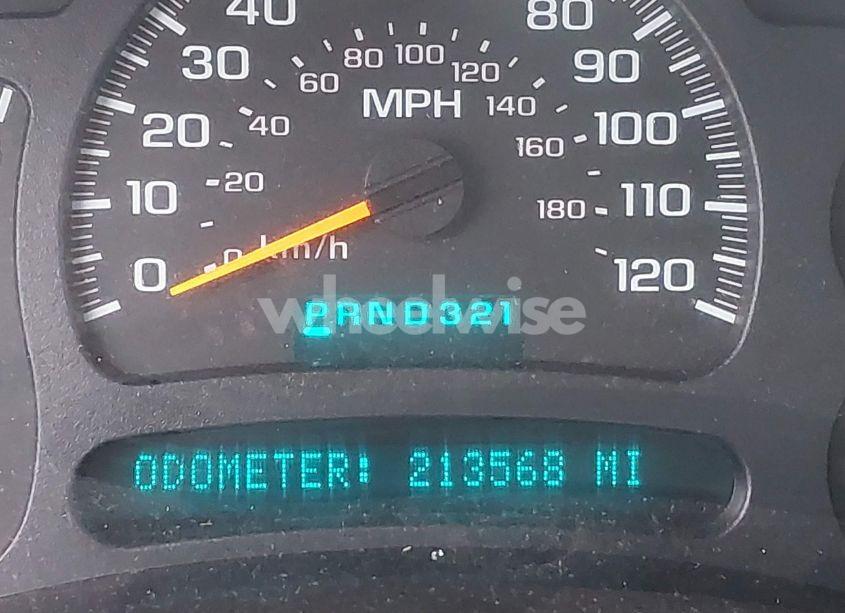 40 80
30 60 80 100 120 90
MPH
20 40 140 100
160
10 20 180 110
0 0 km/h 120
wheelwise
PRND321
ODOMETER: 213568 MI